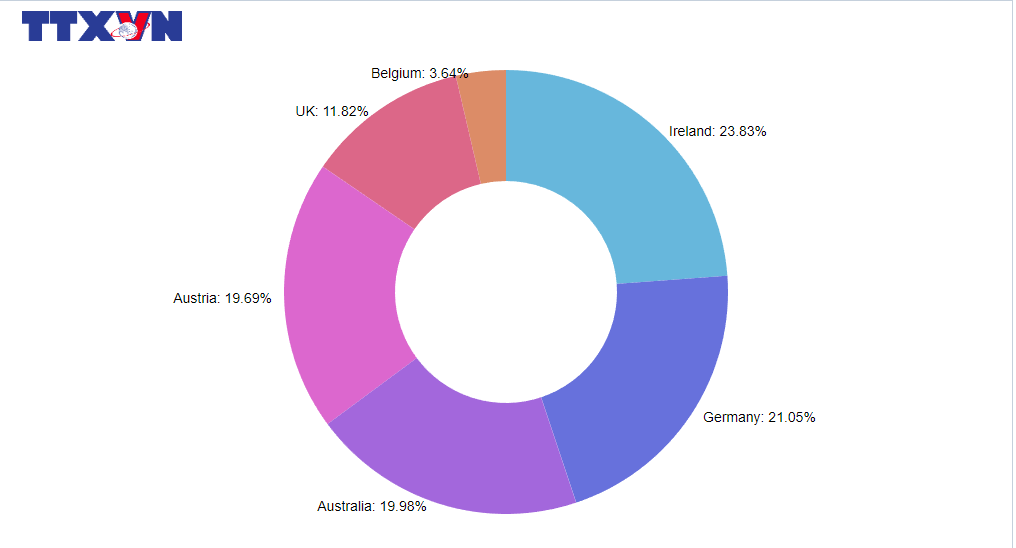 TTXVN
Belgium: 3.64%
UK: 11.82%
Ireland: 23.83%
Austria: 19.69%
Germany: 21.05%
Australia: 19.98%